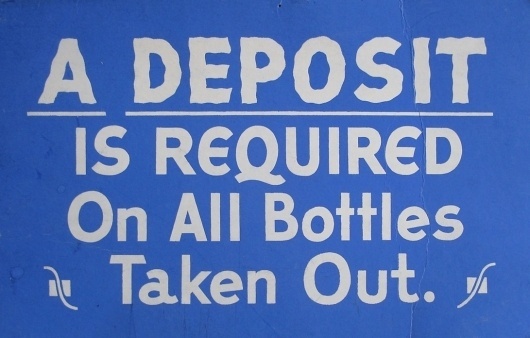 A DEPOSIT
IS REQUIRED
On All Bottles
Taken Out.